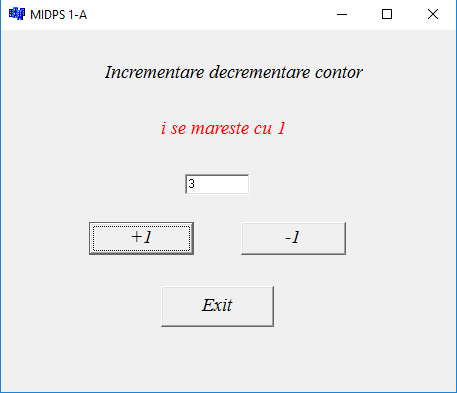 MIDPS 1-A
Incrementare decrementare contor
i se mareste cu 1
3
+1 -1
Exit